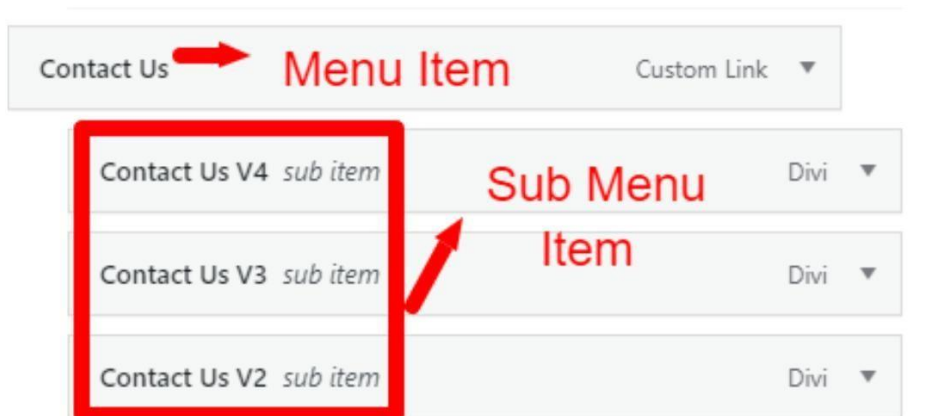 Contact Us Menu Item Custom Link
Contact Us V4 sub item Sub Menu Divi
Item
Contact Us V3 sub item Divi
Contact Us V2 sub item Divi